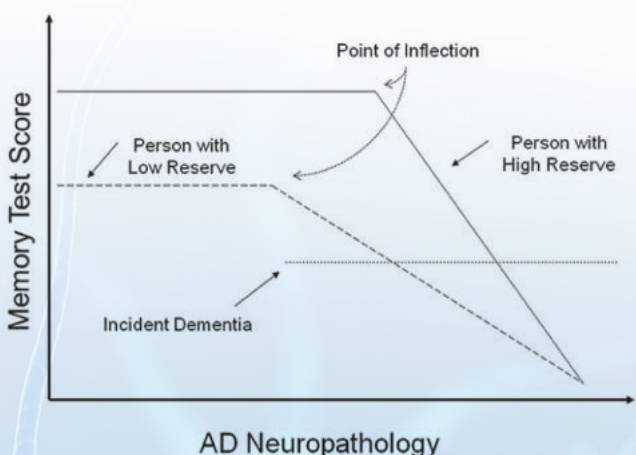 Point of Inflection
Person with
Low Reserve
Person with
High Reserve
Incident Dementia
Memory Test Score
AD Neuropathology